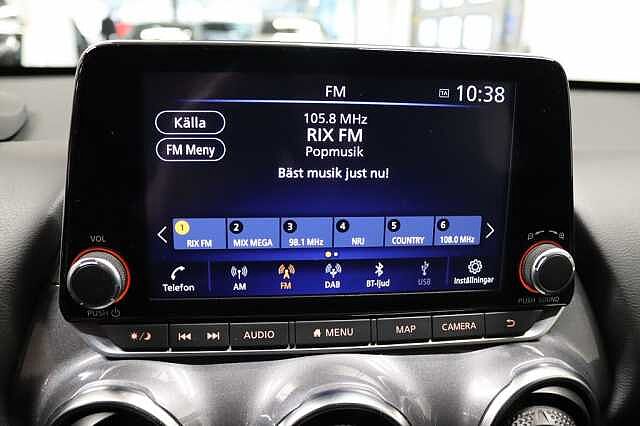 FM
TA 10:38
Källa
105.8 MHz
RIX FM
FM Meny
Popmusik
Bäst musik just nu!
1 2 3 4 5 6
RIX FM MIX MEGA 98.1 MHz NRJ COUNTRY 108.0 MHz
VOL
PUSH
Telefon AM FM DAB BT-ljud USB Inställningar
PUSH SOUND
AUDIO MENU MAP CAMERA